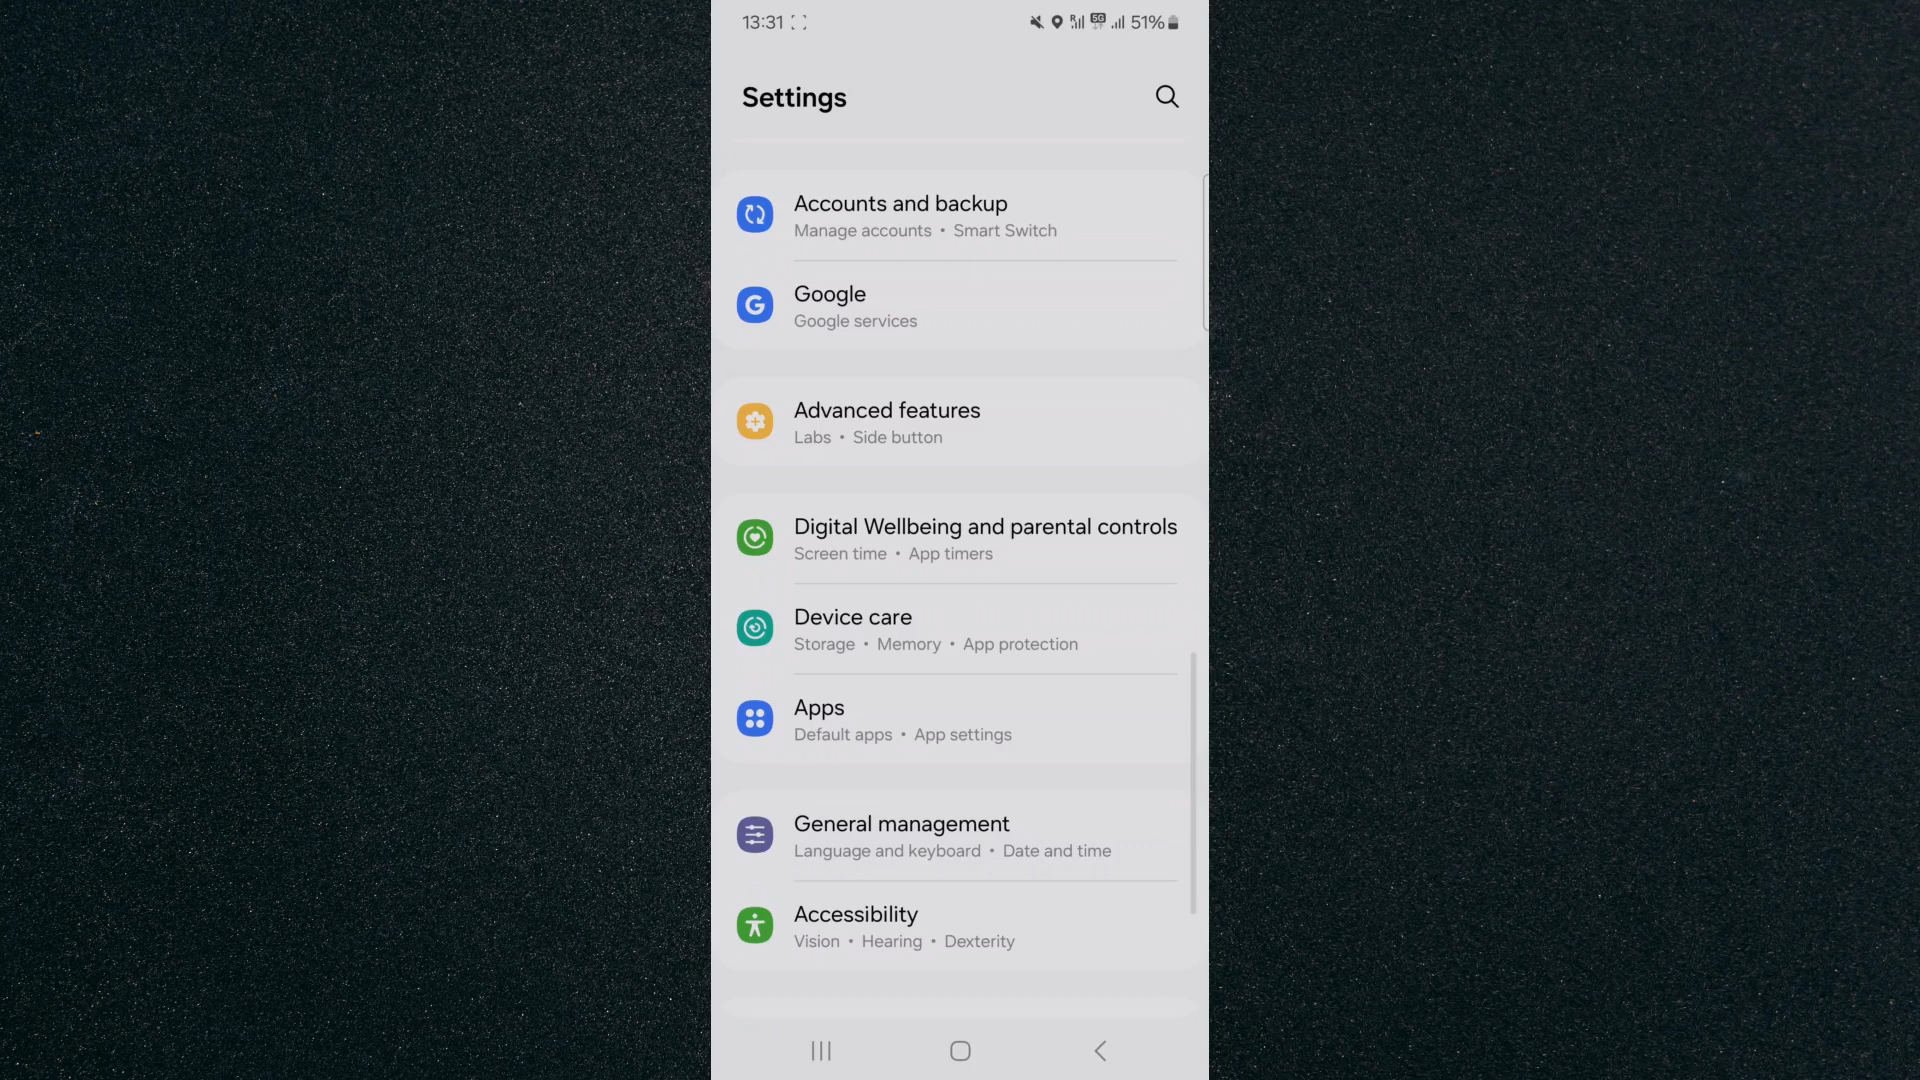 13:31 R 5G 51%
Settings
Accounts and backup
Manage accounts • Smart Switch
G Google
Google services
Advanced features
Labs • Side button
Digital Wellbeing and parental controls
Screen time • App timers
Device care
Storage • Memory • App protection
Apps
Default apps • App settings
General management
Language and keyboard • Date and time
Accessibility
Vision • Hearing • Dexterity